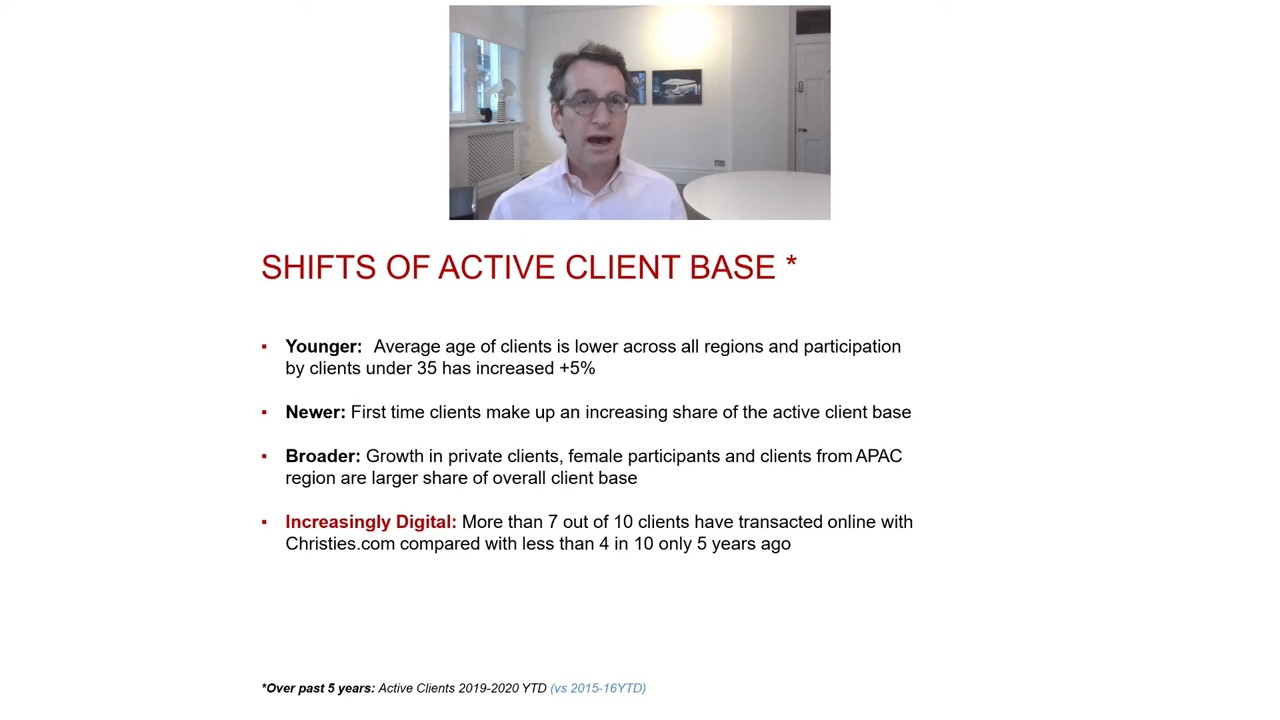 SHIFTS OF ACTIVE CLIENT BASE *
▪ Younger: Average age of clients is lower across all regions and participation
by clients under 35 has increased +5%
▪ Newer: First time clients make up an increasing share of the active client base
▪ Broader: Growth in private clients, female participants and clients from APAC
region are larger share of overall client base
▪ Increasingly Digital: More than 7 out of 10 clients have transacted online with
Christies.com compared with less than 4 in 10 only 5 years ago
*Over past 5 years: Active Clients 2019-2020 YTD (vs 2015-16YTD)